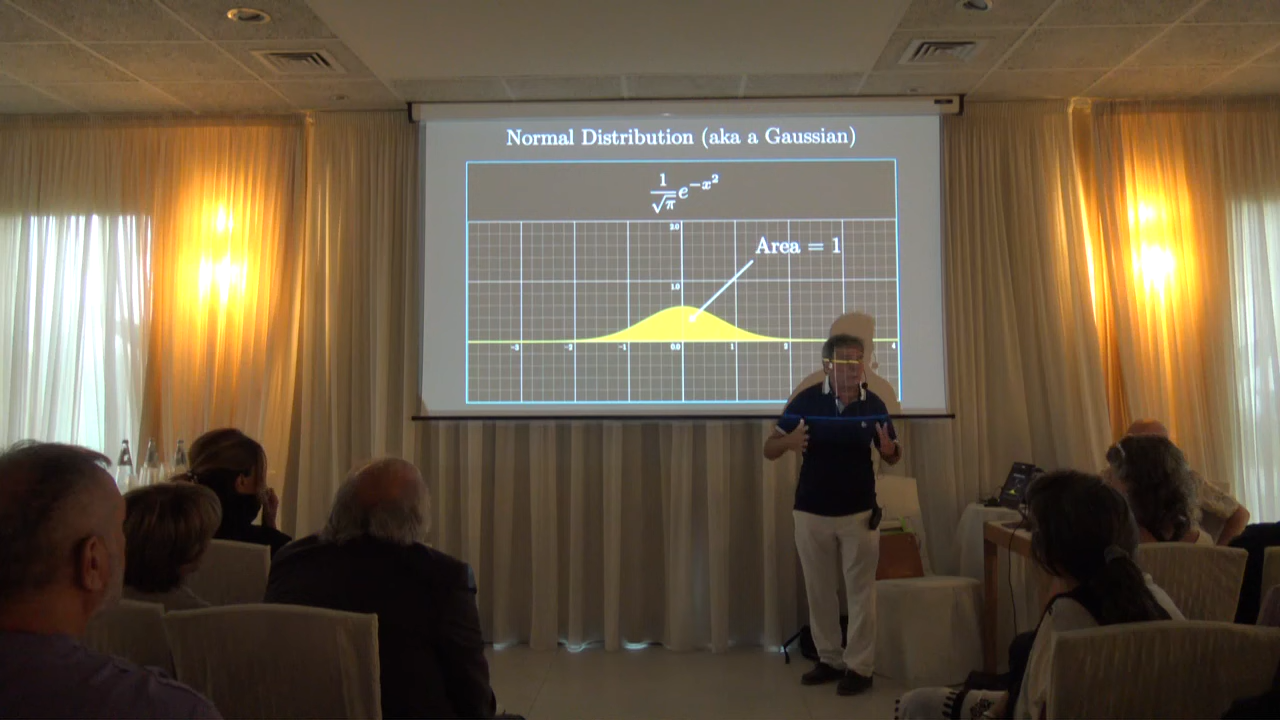 Normal Distribution (aka a Gaussian)
1/√π e^−x²
2.0
Area = 1
1.0
−3 −2 −1 0.0 1 2 4